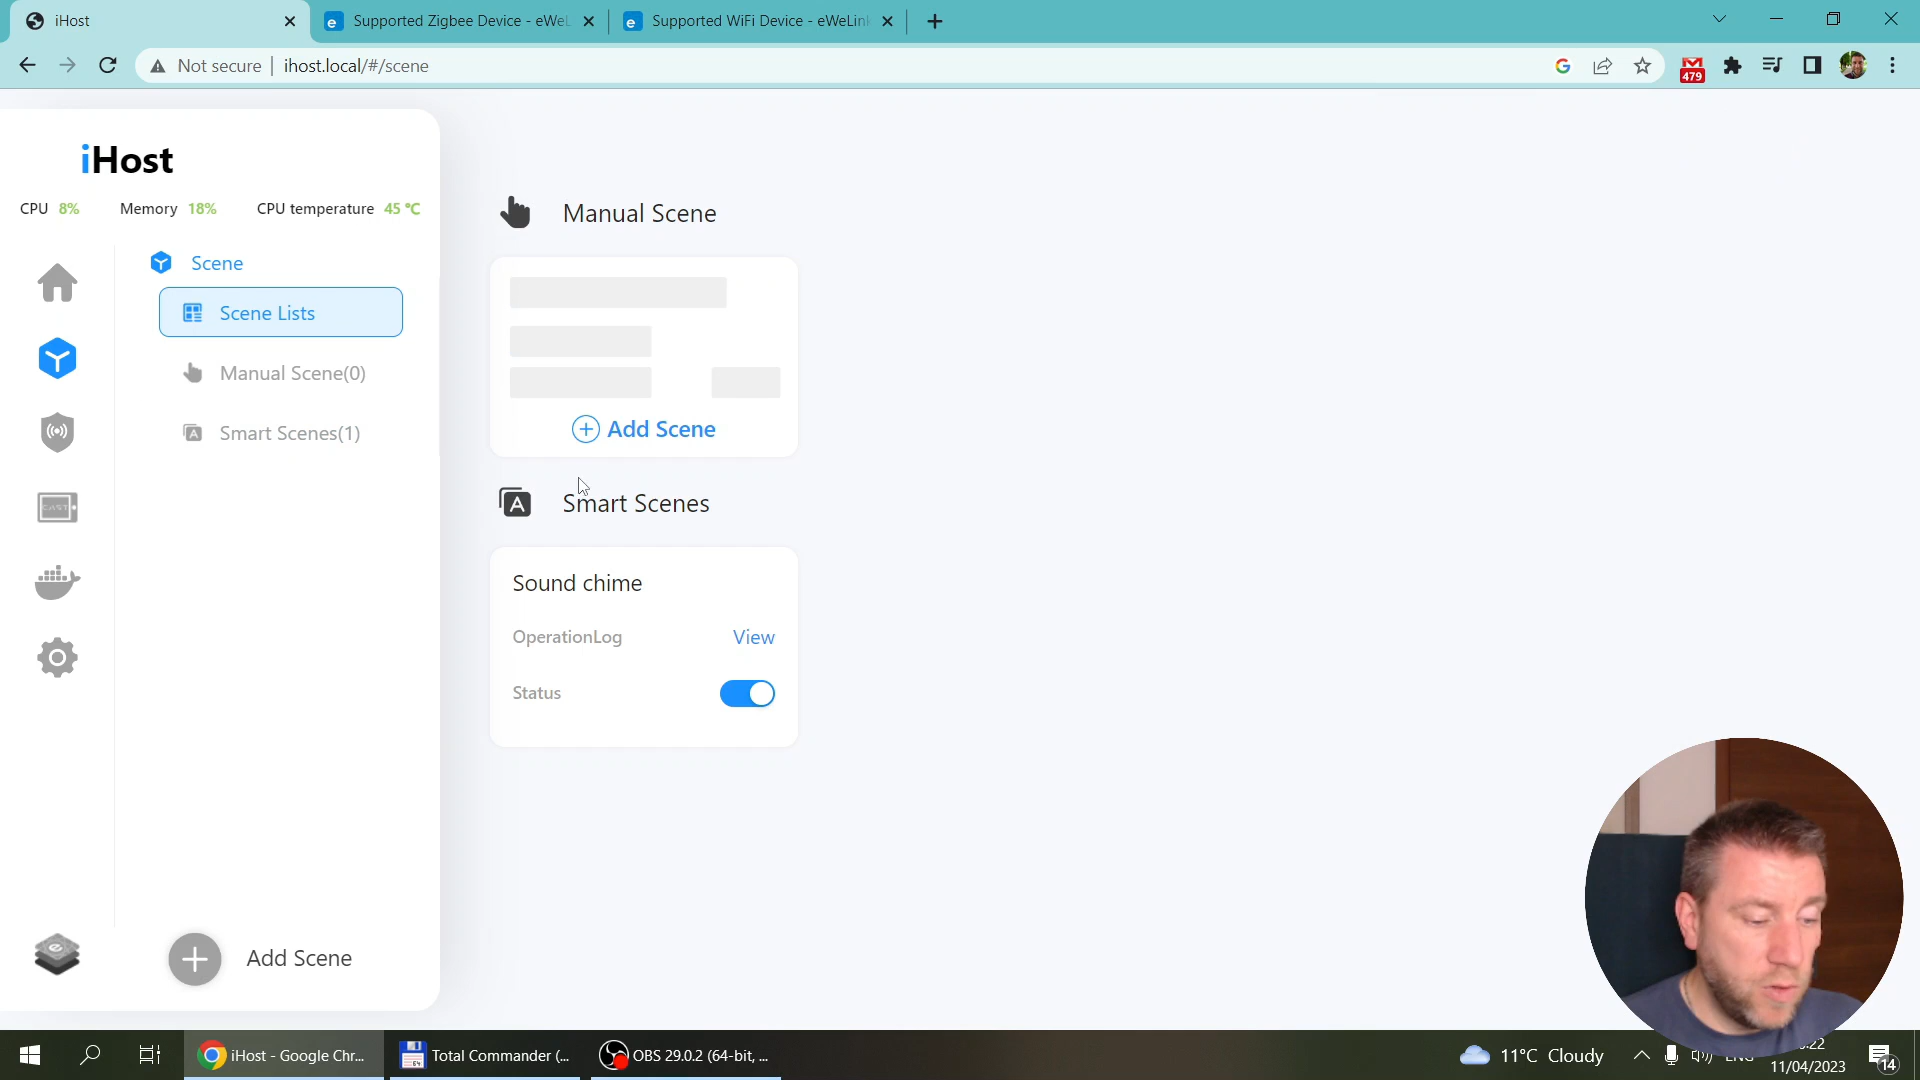 iHost
Supported Zigbee Device - eWeL
Supported WiFi Device - eWeLin
Not secure
ihost.local/#/scene
479
iHost
CPU 8%
Memory 18%
CPU temperature 45 ℃
Scene
Scene Lists
Manual Scene(0)
Smart Scenes(1)
CAST
Add Scene
Manual Scene
Add Scene
A
Smart Scenes
Sound chime
OperationLog
View
Status
iHost - Google Chr...
Total Commander (...
OBS 29.0.2 (64-bit, ...
11°C Cloudy
:22
11/04/2023
14